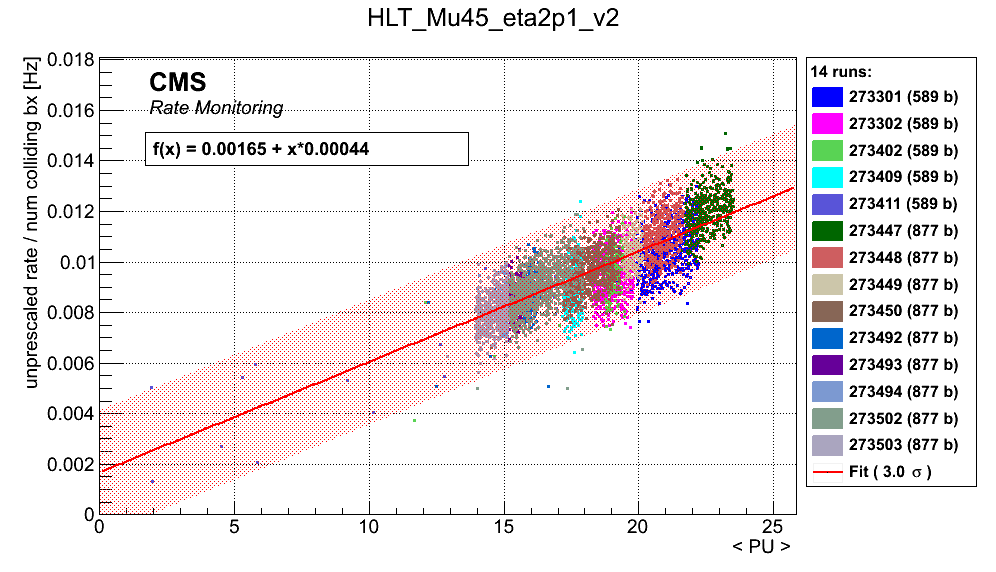 HLT_Mu45_eta2p1_v2
unprescaled rate / num colliding bx [Hz]
0.018
0.016
0.014
0.012
0.01
0.008
0.006
0.004
0.002
0
CMS
Rate Monitoring
f(x) = 0.00165 + x*0.00044
0 5 10 15 20 25
< PU >
14 runs:
273301 (589 b)
273302 (589 b)
273402 (589 b)
273409 (589 b)
273411 (589 b)
273447 (877 b)
273448 (877 b)
273449 (877 b)
273450 (877 b)
273492 (877 b)
273493 (877 b)
273494 (877 b)
273502 (877 b)
273503 (877 b)
Fit ( 3.0 σ )